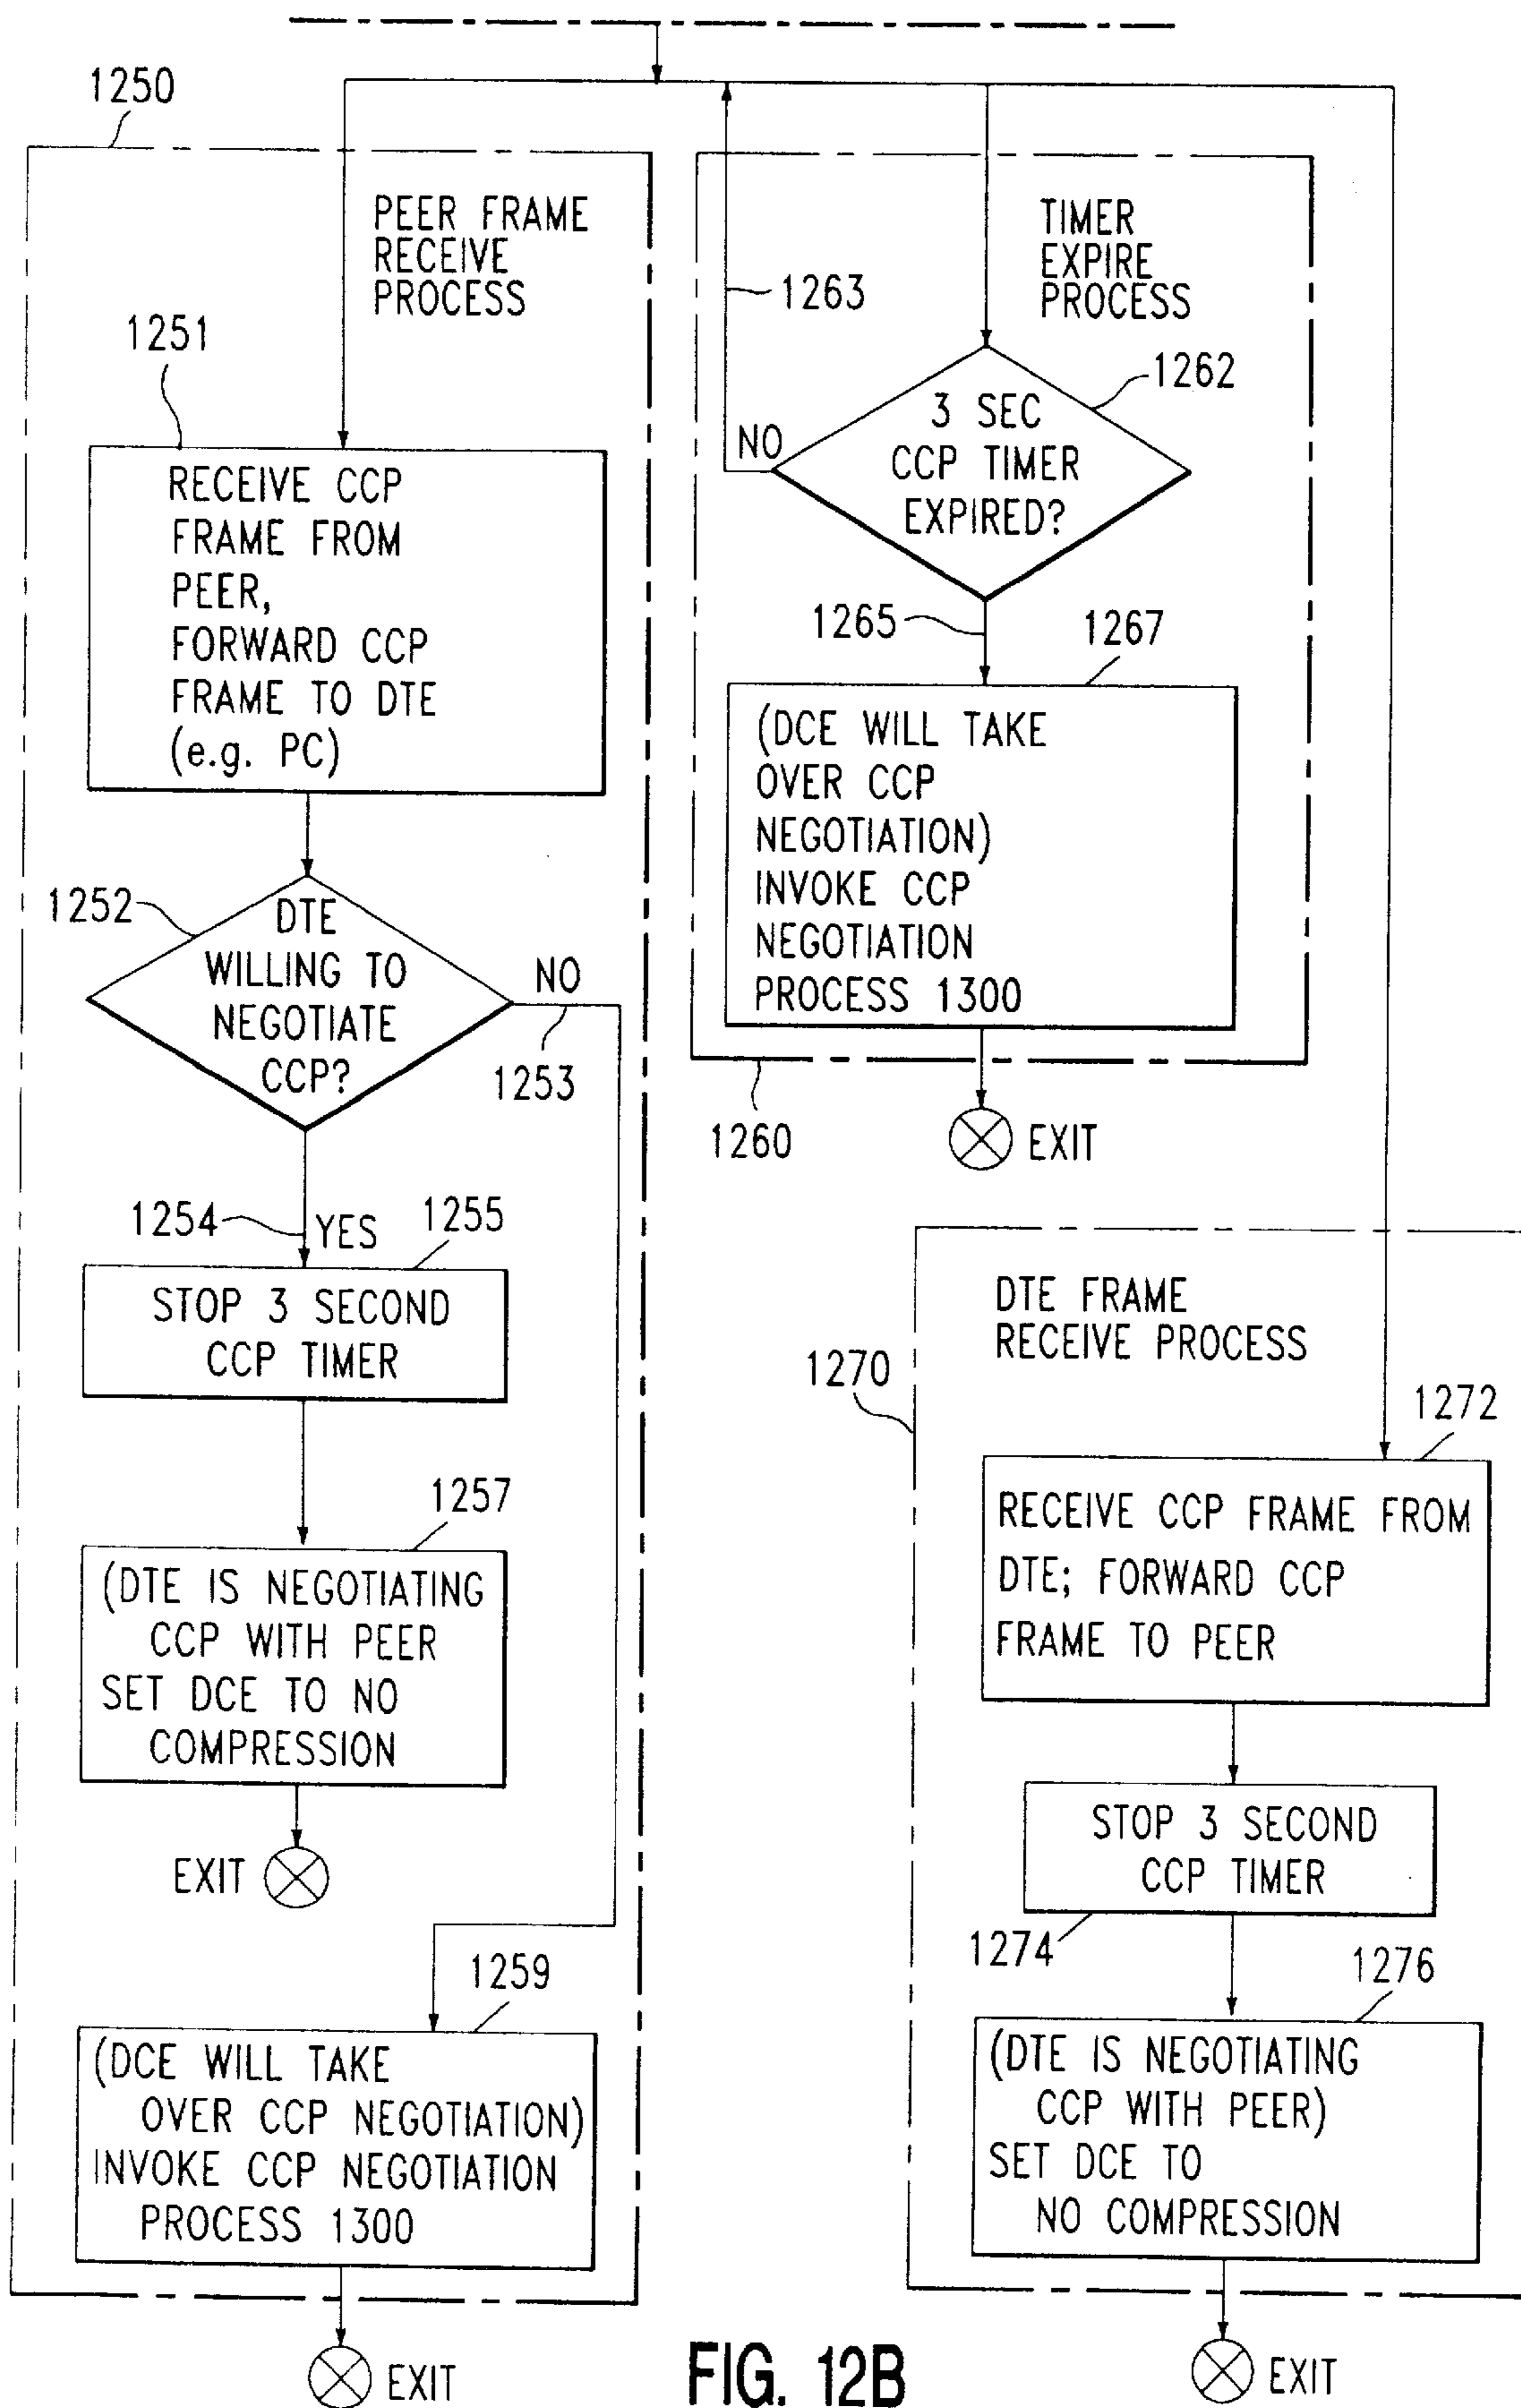 1250
PEER FRAME
RECEIVE
PROCESS
1251
RECEIVE CCP
FRAME FROM
PEER,
FORWARD CCP
FRAME TO DTE
(e.g. PC)
1252
DTE
WILLING TO
NEGOTIATE
CCP?
NO
1253
1254
YES
1255
STOP 3 SECOND
CCP TIMER
1257
(DTE IS NEGOTIATING
CCP WITH PEER
SET DCE TO NO
COMPRESSION
EXIT
1259
(DCE WILL TAKE
OVER CCP NEGOTIATION)
INVOKE CCP NEGOTIATION
PROCESS 1300
EXIT
1263
TIMER
EXPIRE
PROCESS
1262
3 SEC
CCP TIMER
EXPIRED?
NO
1265
1267
(DCE WILL TAKE
OVER CCP
NEGOTIATION)
INVOKE CCP
NEGOTIATION
PROCESS 1300
1260
EXIT
DTE FRAME
RECEIVE PROCESS
1270
1272
RECEIVE CCP FRAME FROM
DTE; FORWARD CCP
FRAME TO PEER
STOP 3 SECOND
CCP TIMER
1274
1276
(DTE IS NEGOTIATING
CCP WITH PEER)
SET DCE TO
NO COMPRESSION
EXIT
FIG. 12B